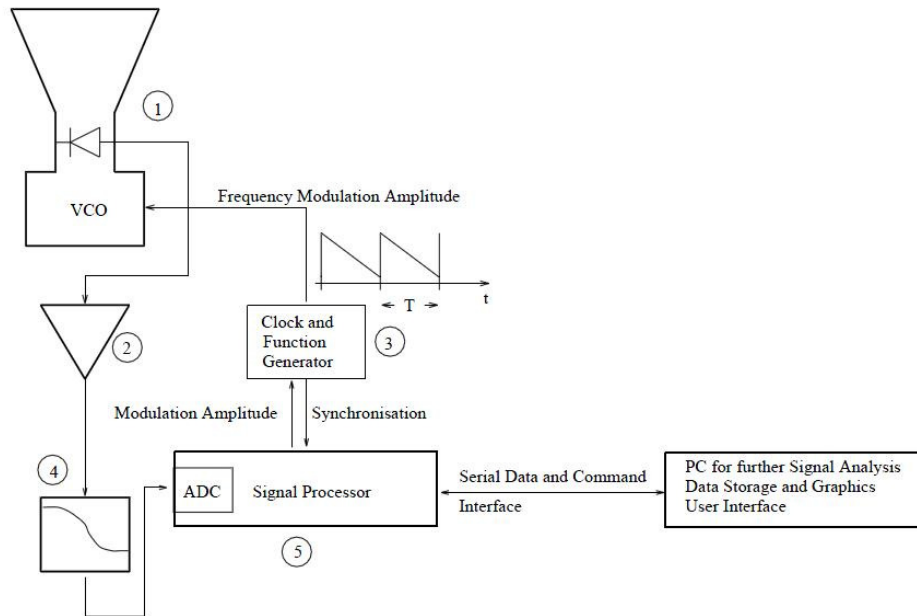 1
VCO
Frequency Modulation Amplitude
T
t
2
Clock and
Function
Generator
3
Modulation Amplitude
Synchronisation
4
ADC
Signal Processor
5
Serial Data and Command
Interface
PC for further Signal Analysis
Data Storage and Graphics
User Interface